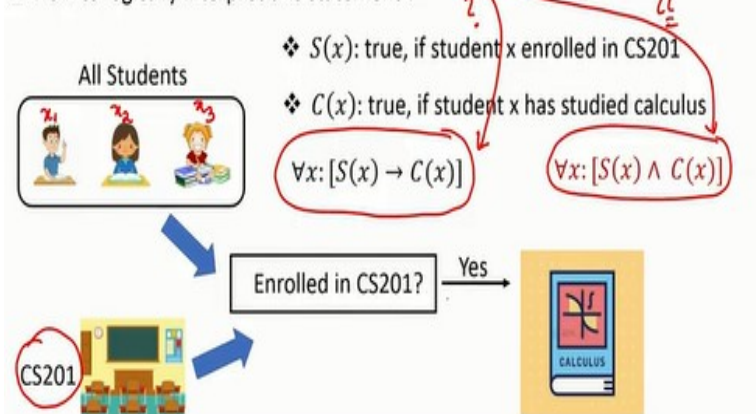 ? ??
❖ S(x): true, if student x enrolled in CS201
All Students
x₁ x₂ x₃
❖ C(x): true, if student x has studied calculus
∀x: [S(x) → C(x)]
∀x: [S(x) ∧ C(x)]
Enrolled in CS201?
Yes
CALCULUS
CS201